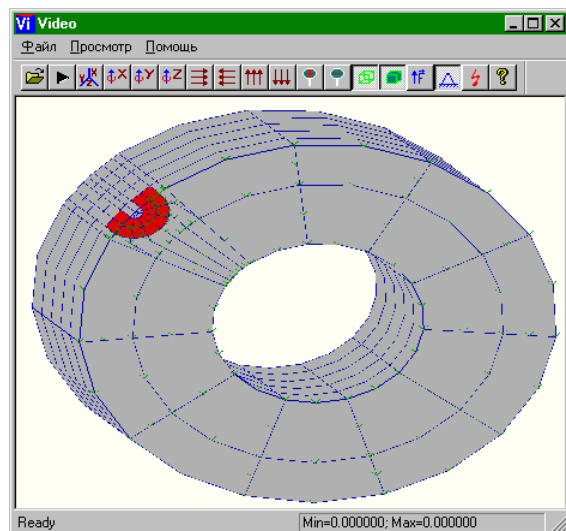 Vi Video
Файл Просмотр Помощь
X Y Z F ?
Ready Min=0.000000; Max=0.000000